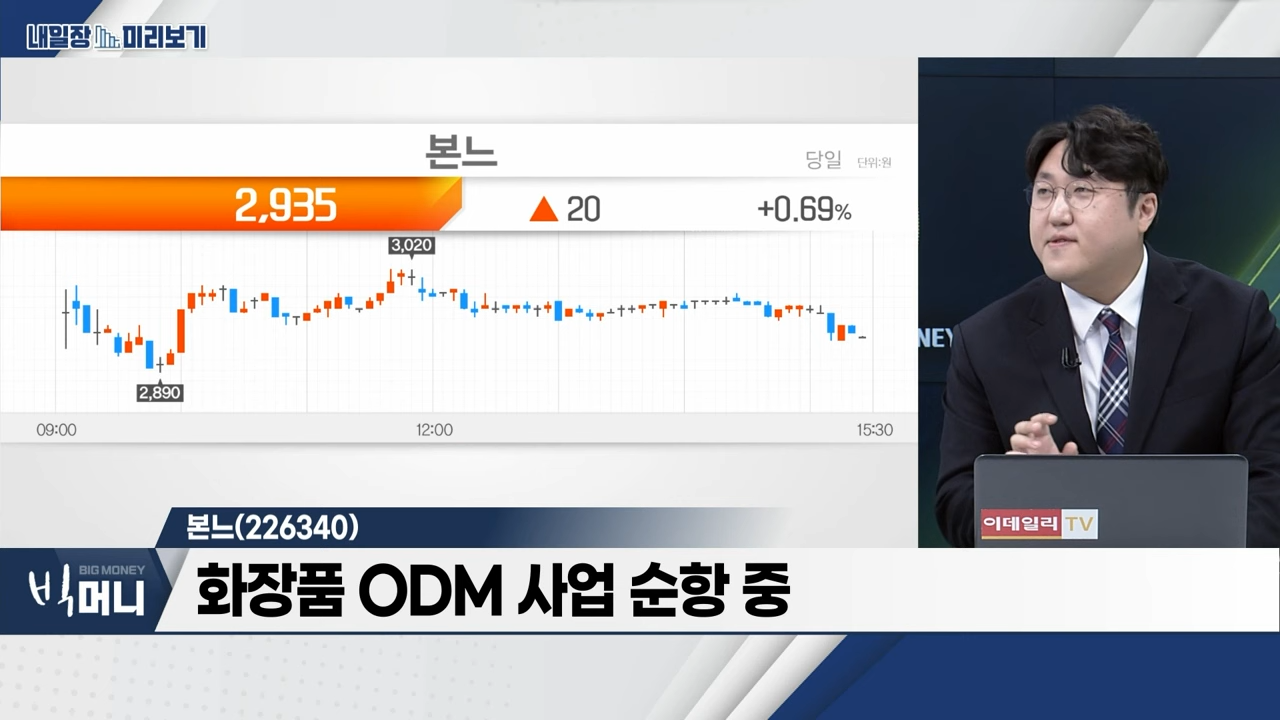 내일장 미리보기
본느
당일 단위:원
2,935 ▲ 20 +0.69%
3,020
2,890
09:00 12:00 15:30
NEY
이데일리 TV
본느(226340)
BIG MONEY
빅머니
화장품 ODM 사업 순항 중